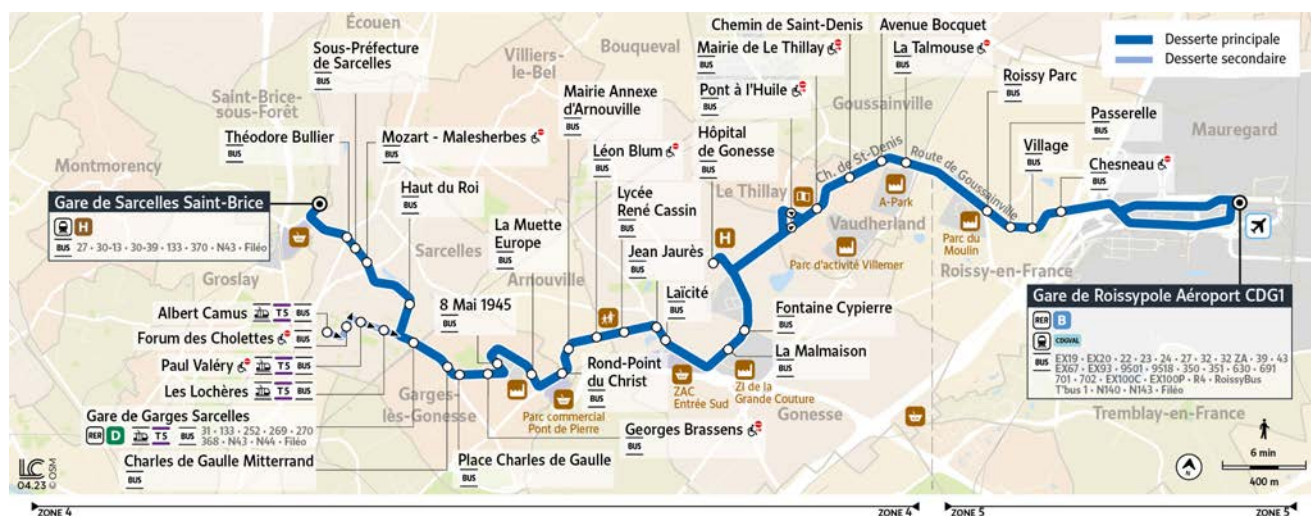 Écouen
Sous-Préfecture
de Sarcelles
BUS
Saint-Brice-
sous-Forêt
Villiers-
le-Bel
Bouqueval
Mairie Annexe
d'Arnouville
BUS
Chemin de Saint-Denis
BUS
Mairie de Le Thillay
BUS
Pont à l'Huile
BUS
Avenue Bocquet
BUS
La Talmouse
BUS
Goussainville
Desserte principale
Desserte secondaire
Roissy Parc
BUS
Passerelle
BUS
Mauregard
Village
BUS
Chesneau
BUS
Montmorency
Théodore Bullier
BUS
Mozart - Malesherbes
BUS
Léon Blum
BUS
Hôpital
de Gonesse
BUS
Ch. de St-Denis
Route de Goussainville
Le Thillay
A-Park
Vaudherland
Parc d'activité Villemer
Parc du
Moulin
Roissy-en-France
Gare de Sarcelles Saint-Brice
H
BUS 27 • 30-13 • 30-39 • 133 • 370 • N43 • Filéo
Haut du Roi
BUS
Sarcelles
La Muette
Europe
BUS
Lycée
René Cassin
BUS
Arnouville
Jean Jaurès
BUS
H
Groslay
Laïcité
BUS
8 Mai 1945
BUS
Albert Camus T5 BUS
Forum des Cholettes BUS
Paul Valéry T5 BUS
Les Lochères T5 BUS
Gare de Garges Sarcelles
RER D T5 BUS 31 • 133 • 252 • 269 • 270
368 • N43 • N44 • Filéo
Charles de Gaulle Mitterrand
BUS
Garges-
lès-Gonesse
Place Charles de Gaulle
BUS
Parc commercial
Pont de Pierre
Rond-Point
du Christ
BUS
Georges Brassens
BUS
ZAC
Entrée Sud
ZI de la
Grande Couture
Gonesse
Fontaine Cypierre
BUS
La Malmaison
BUS
Gare de Roissypole Aéroport CDG1
RER B
CDGVAL
BUS EX19 • EX20 • 22 • 23 • 24 • 27 • 32 • 32 ZA • 39 • 43
EX67 • EX93 • 9501 • 9518 • 350 • 351 • 630 • 691
701 • 702 • EX100C • EX100P • R4 • RoissyBus
T'bus 1 • N140 • N143 • Filéo
Tremblay-en-France
N
6 min
400 m
LC
04.23 © OSM
ZONE 4
ZONE 4
ZONE 5
ZONE 5